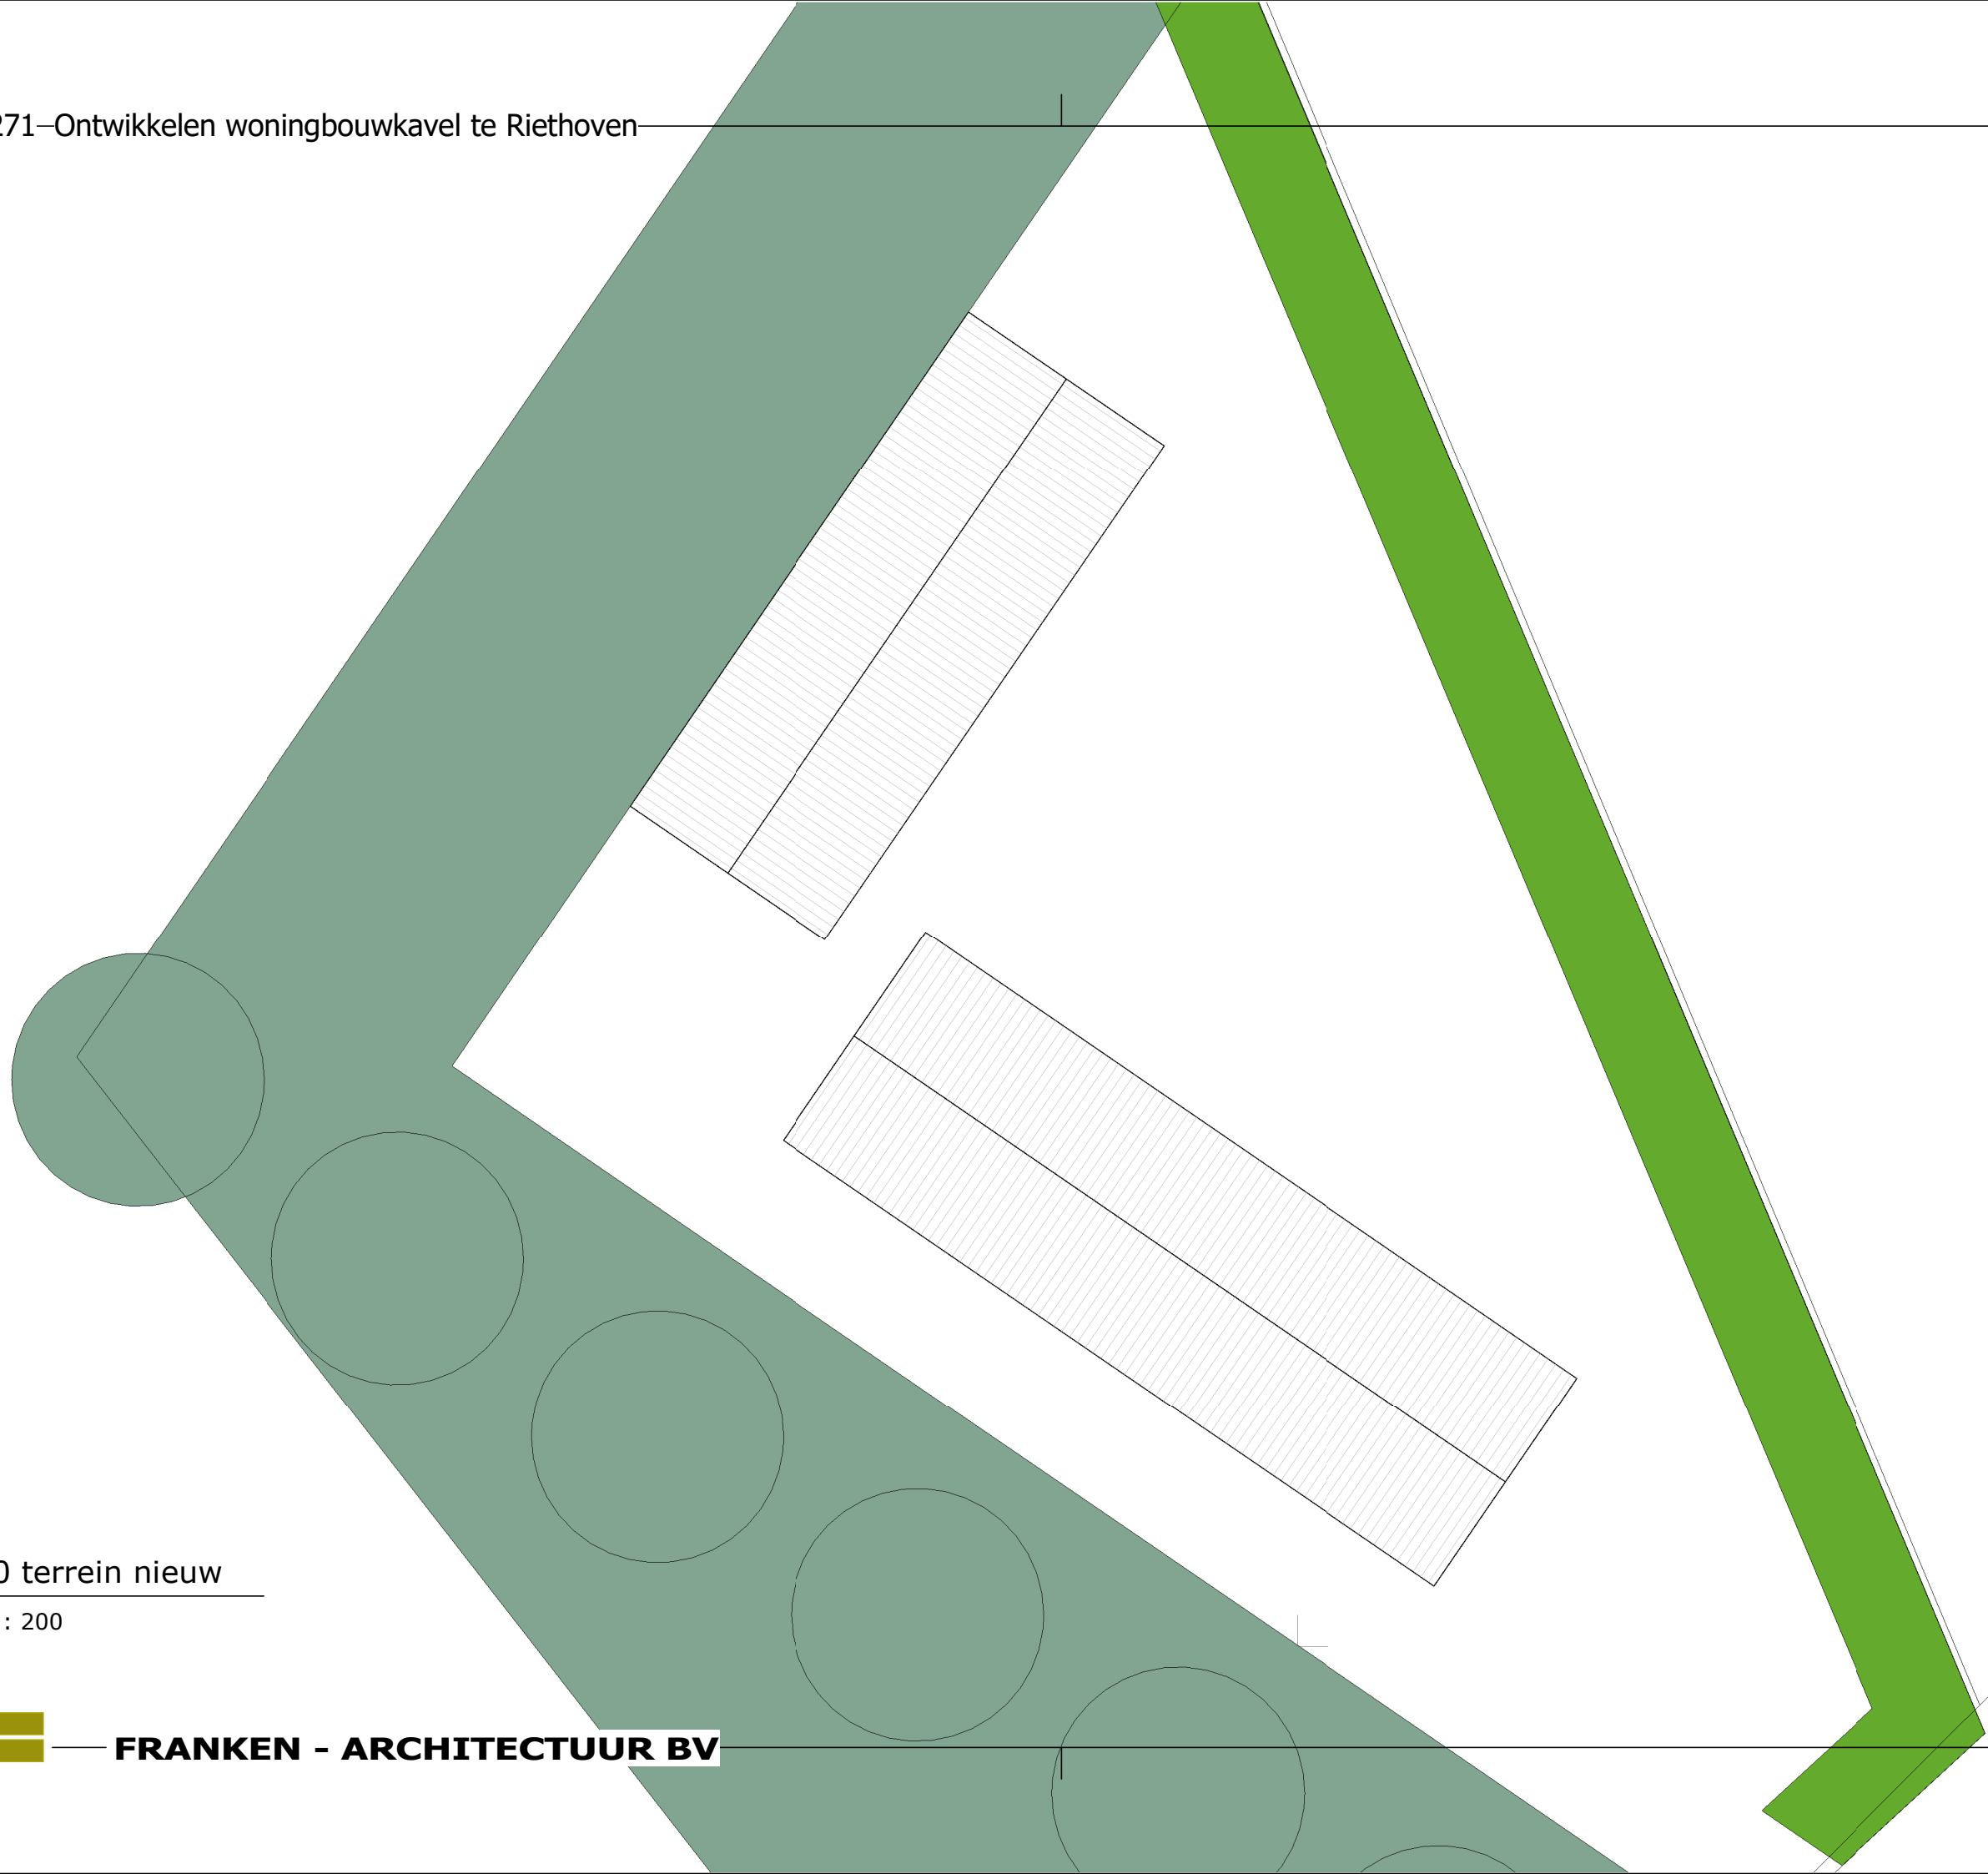 271 Ontwikkelen woningbouwkavel te Riethoven
0 terrein nieuw
: 200
FRANKEN - ARCHITECTUUR BV